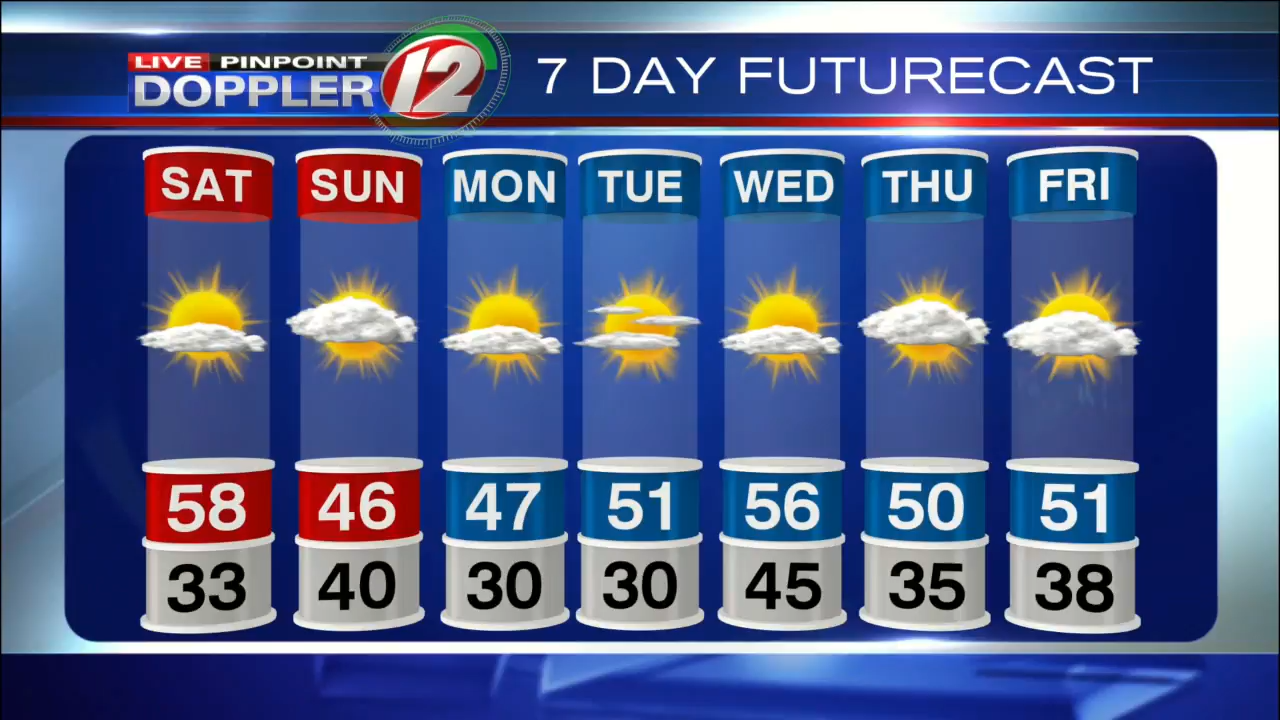 LIVE PINPOINT
DOPPLER 12
7 DAY FUTURECAST
SAT SUN MON TUE WED THU FRI
58 46 47 51 56 50 51
33 40 30 30 45 35 38